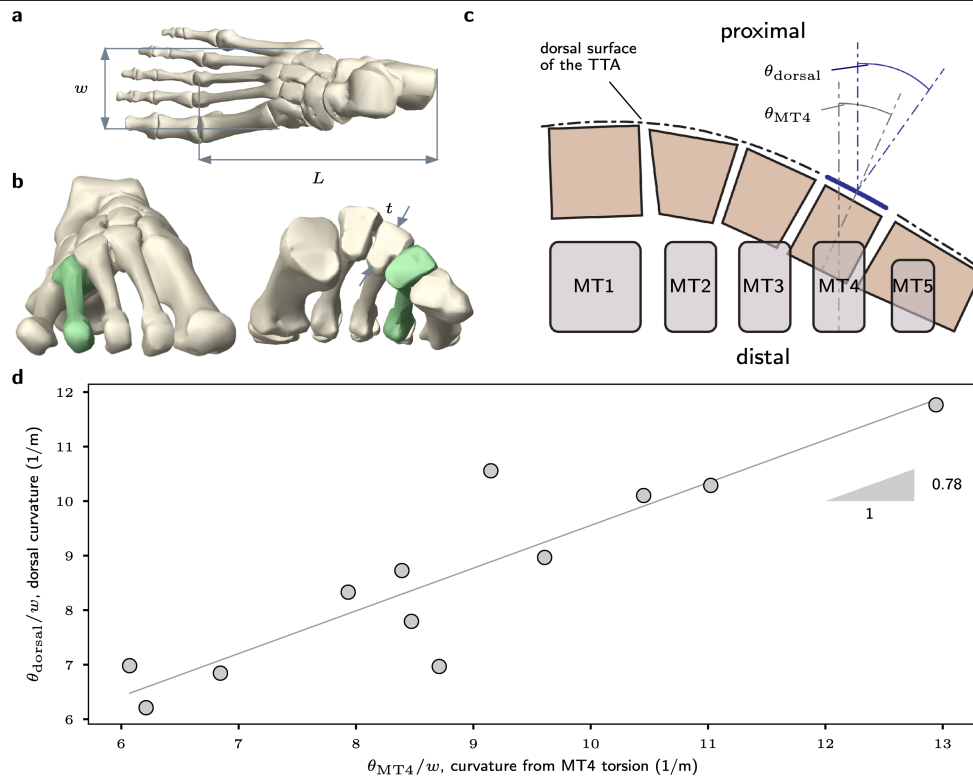 a
w
L
b
t
c
proximal
dorsal surface
of the TTA
θdorsal
θMT4
MT1
MT2
MT3
MT4
MT5
distal
d
θdorsal/w, dorsal curvature (1/m)
12
11
10
9
8
7
6
0.78
1
6 7 8 9 10 11 12 13
θMT4/w, curvature from MT4 torsion (1/m)